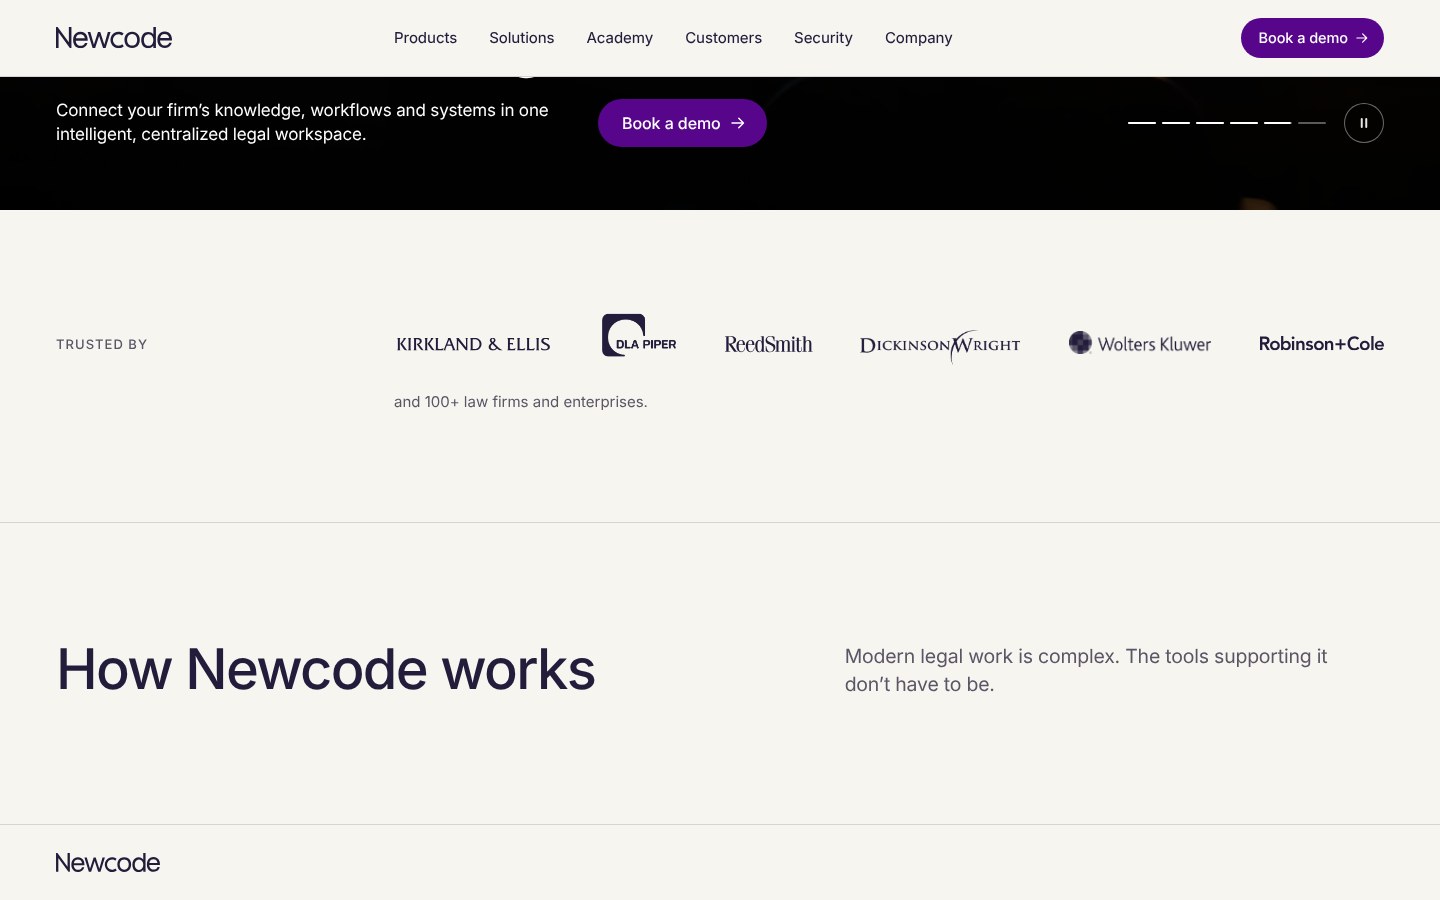 Newcode
Products
Solutions
Academy
Customers
Security
Company
Book a demo →
Connect your firm’s knowledge, workflows and systems in one
intelligent, centralized legal workspace.
Book a demo →
TRUSTED BY
KIRKLAND & ELLIS
DLA PIPER
ReedSmith
DICKINSON WRIGHT
Wolters Kluwer
Robinson+Cole
and 100+ law firms and enterprises.
How Newcode works
Modern legal work is complex. The tools supporting it
don’t have to be.
Newcode